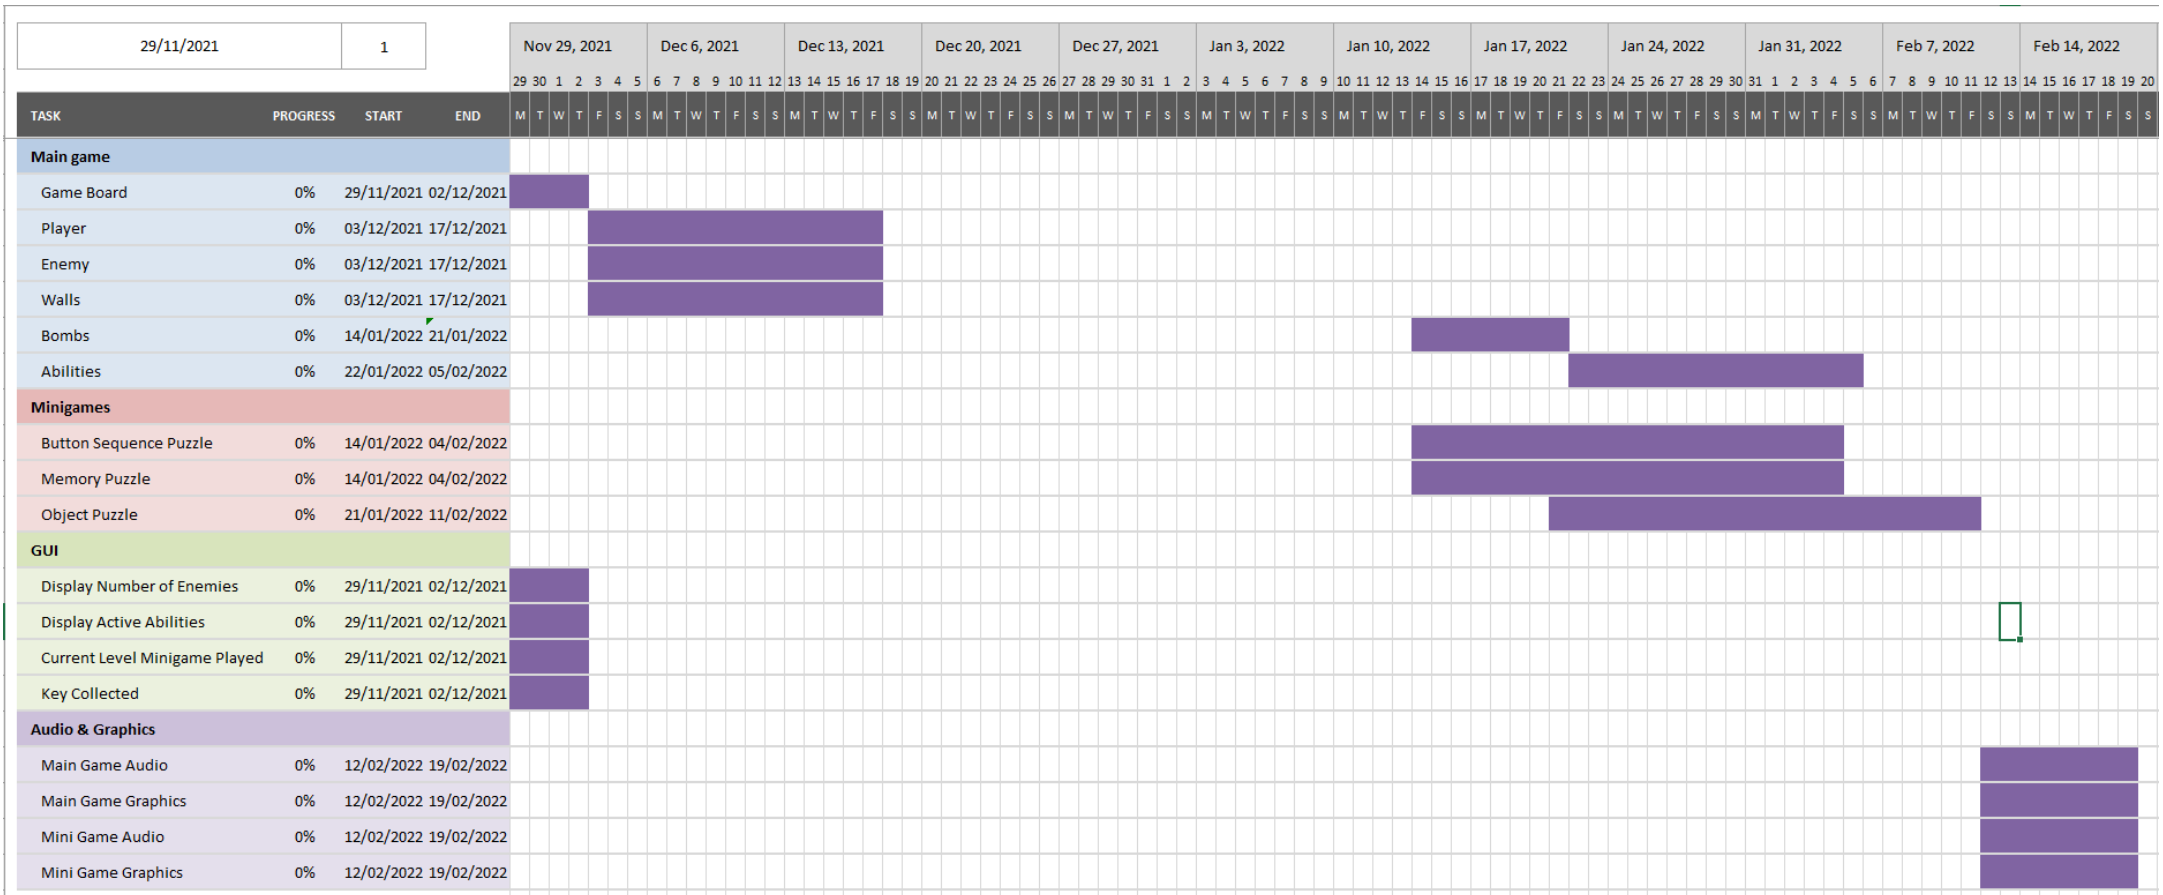 29/11/2021 1 Nov 29, 2021 Dec 6, 2021 Dec 13, 2021 Dec 20, 2021 Dec 27, 2021 Jan 3, 2022 Jan 10, 2022 Jan 17, 2022 Jan 24, 2022 Jan 31, 2022 Feb 7, 2022 Feb 14, 2022
29 30 1 2 3 4 5 6 7 8 9 10 11 12 13 14 15 16 17 18 19 20 21 22 23 24 25 26 27 28 29 30 31 1 2 3 4 5 6 7 8 9 10 11 12 13 14 15 16 17 18 19 20 21 22 23 24 25 26 27 28 29 30 31 1 2 3 4 5 6 7 8 9 10 11 12 13 14 15 16 17 18 19 20
TASK PROGRESS START END M T W T F S S M T W T F S S M T W T F S S M T W T F S S M T W T F S S M T W T F S S M T W T F S S M T W T F S S M T W T F S S M T W T F S S M T W T F S S M T W T F S S
Main game
Game Board 0% 29/11/2021 02/12/2021
Player 0% 03/12/2021 17/12/2021
Enemy 0% 03/12/2021 17/12/2021
Walls 0% 03/12/2021 17/12/2021
Bombs 0% 14/01/2022 21/01/2022
Abilities 0% 22/01/2022 05/02/2022
Minigames
Button Sequence Puzzle 0% 14/01/2022 04/02/2022
Memory Puzzle 0% 14/01/2022 04/02/2022
Object Puzzle 0% 21/01/2022 11/02/2022
GUI
Display Number of Enemies 0% 29/11/2021 02/12/2021
Display Active Abilities 0% 29/11/2021 02/12/2021
Current Level Minigame Played 0% 29/11/2021 02/12/2021
Key Collected 0% 29/11/2021 02/12/2021
Audio & Graphics
Main Game Audio 0% 12/02/2022 19/02/2022
Main Game Graphics 0% 12/02/2022 19/02/2022
Mini Game Audio 0% 12/02/2022 19/02/2022
Mini Game Graphics 0% 12/02/2022 19/02/2022